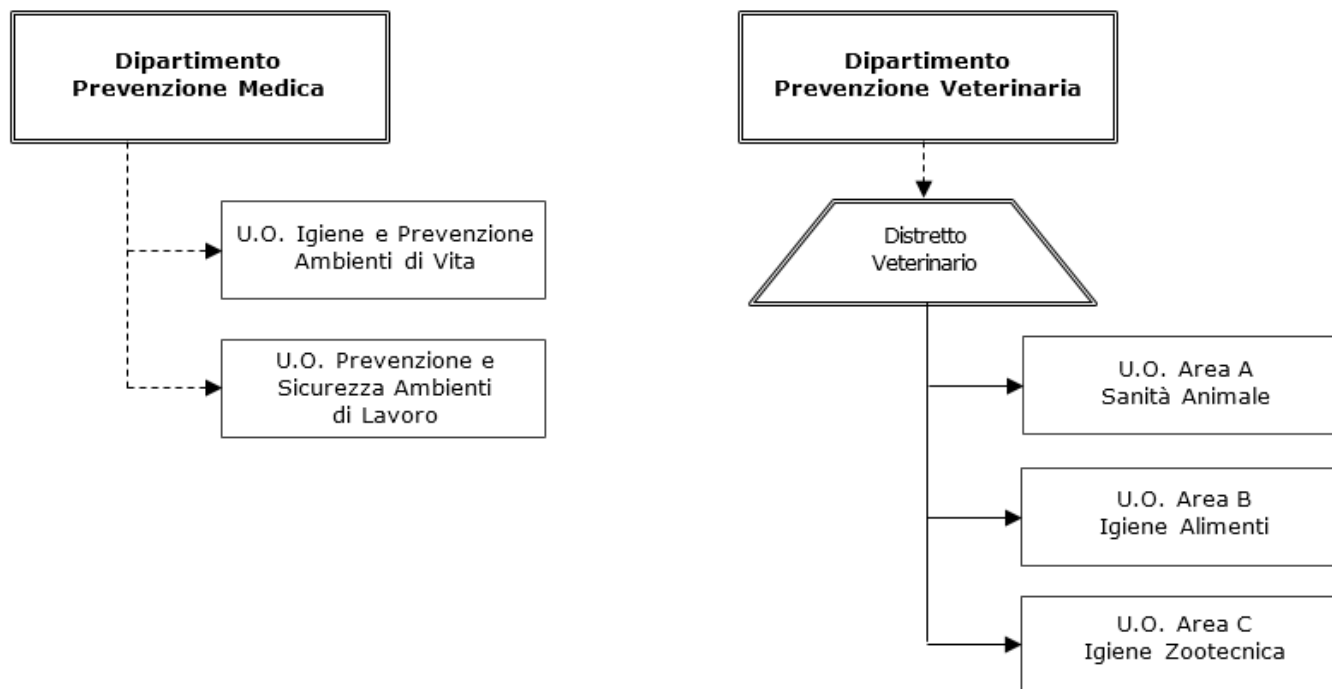 Dipartimento
Prevenzione Medica
U.O. Igiene e Prevenzione
Ambienti di Vita
U.O. Prevenzione e
Sicurezza Ambienti
di Lavoro
Dipartimento
Prevenzione Veterinaria
Distretto
Veterinario
U.O. Area A
Sanità Animale
U.O. Area B
Igiene Alimenti
U.O. Area C
Igiene Zootecnica